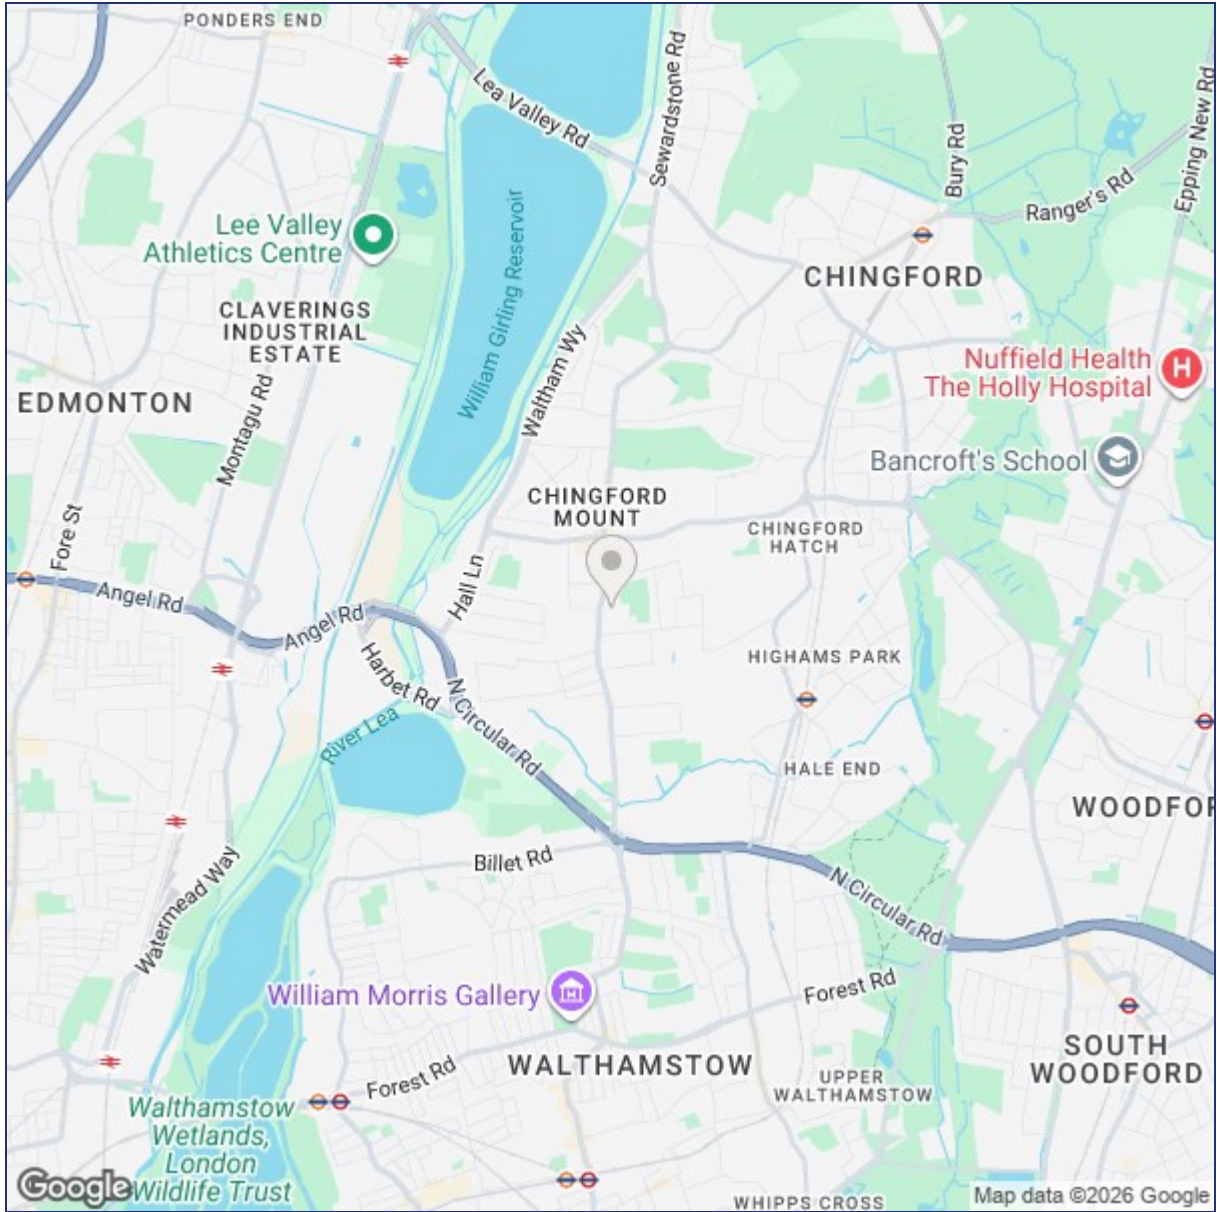 PONDERS END
Lea Valley Rd
Sewardstone Rd
Bury Rd
Ranger's Rd
Epping New Rd
Lee Valley
Athletics Centre
William Girling Reservoir
CHINGFORD
CLAVERINGS
INDUSTRIAL
ESTATE
Waltham Wy
Nuffield Health
The Holly Hospital
H
EDMONTON
Montagu Rd
Bancroft's School
CHINGFORD
MOUNT
CHINGFORD
HATCH
Fore St
Hall Ln
Angel Rd
Angel Rd
Harbet Rd
HIGHAMS PARK
N Circular Rd
River Lea
HALE END
WOODFOR
Billet Rd
N Circular Rd
Watermead Way
William Morris Gallery
Forest Rd
WALTHAMSTOW
SOUTH
WOODFORD
Forest Rd
UPPER
WALTHAMSTOW
Walthamstow
Wetlands,
London
Wildlife Trust
WHIPPS CROSS
Google
Map data ©2026 Google